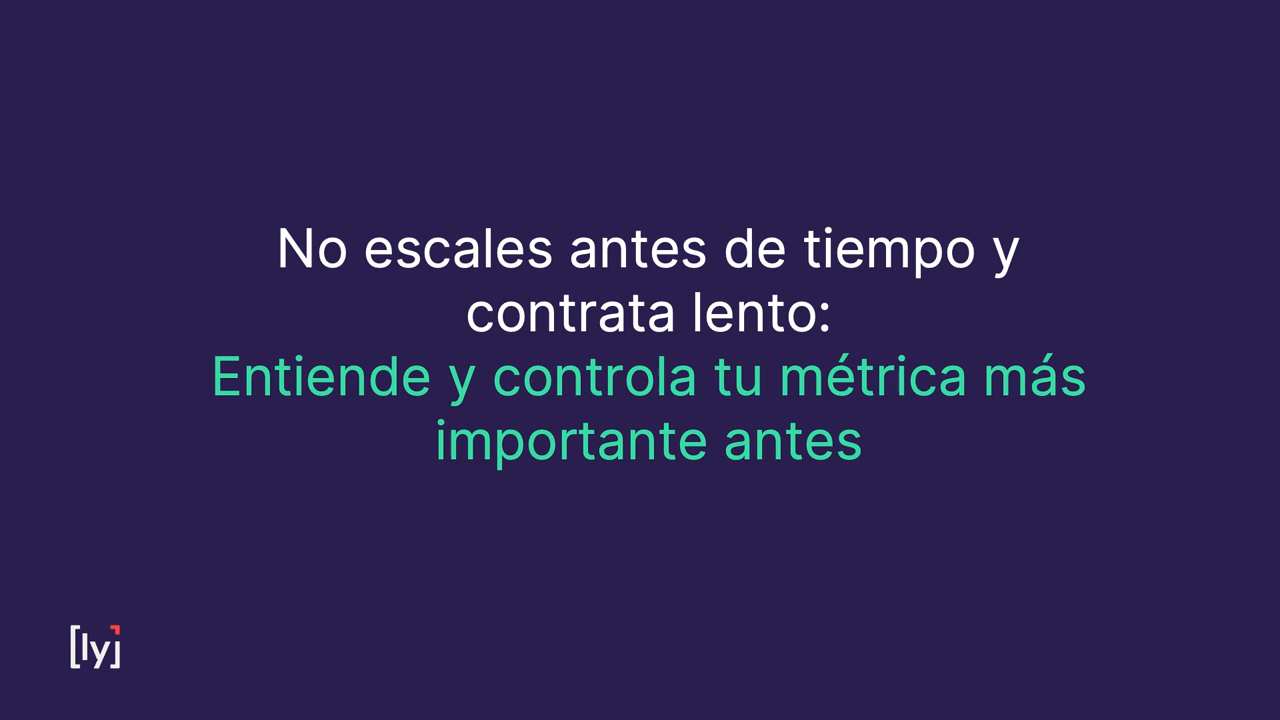 No escales antes de tiempo y
contrata lento:
Entiende y controla tu métrica más
importante antes
[ly]